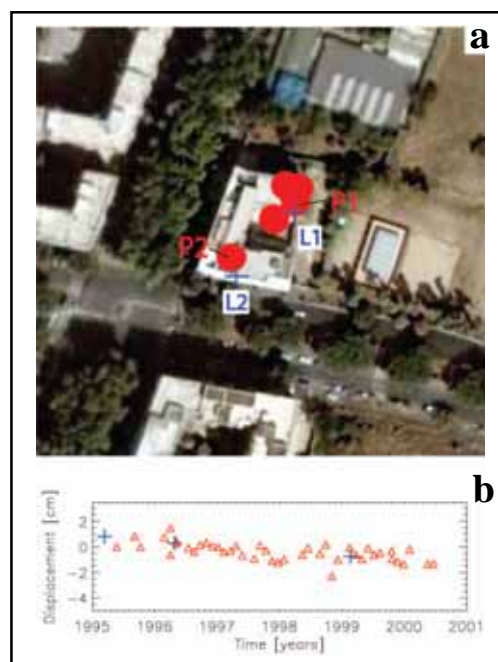 a
P1
L1
P2
L2
b
Displacement [cm]
2
0
-2
-4
1995 1996 1997 1998 1999 2000 2001
Time [years]